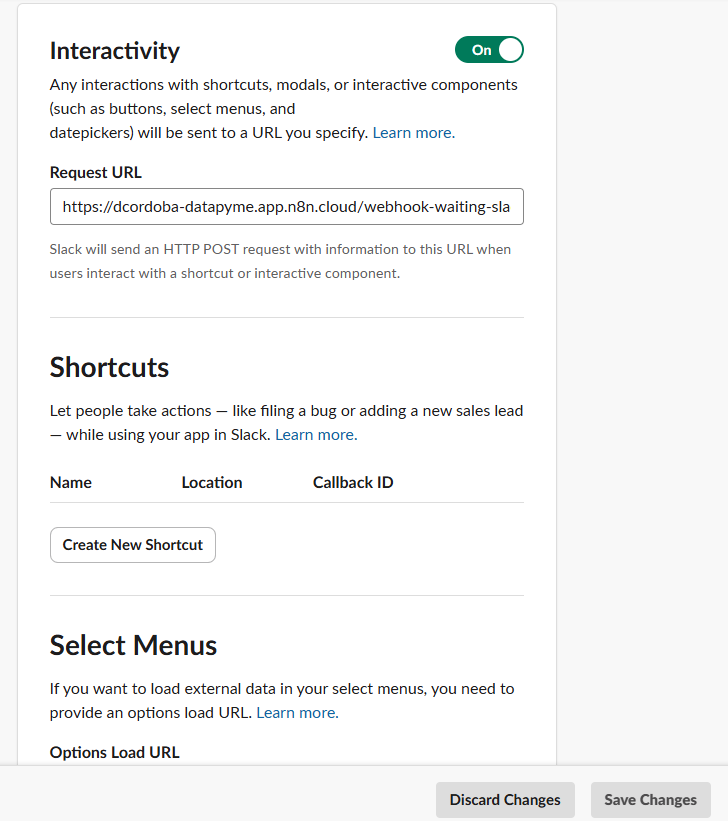 Interactivity
On
Any interactions with shortcuts, modals, or interactive components
(such as buttons, select menus, and
datepickers) will be sent to a URL you specify. Learn more.
Request URL
https://dcordoba-datapyme.app.n8n.cloud/webhook-waiting-sla
Slack will send an HTTP POST request with information to this URL when
users interact with a shortcut or interactive component.
Shortcuts
Let people take actions — like filing a bug or adding a new sales lead
— while using your app in Slack. Learn more.
Name Location Callback ID
Create New Shortcut
Select Menus
If you want to load external data in your select menus, you need to
provide an options load URL. Learn more.
Options Load URL
Discard Changes Save Changes